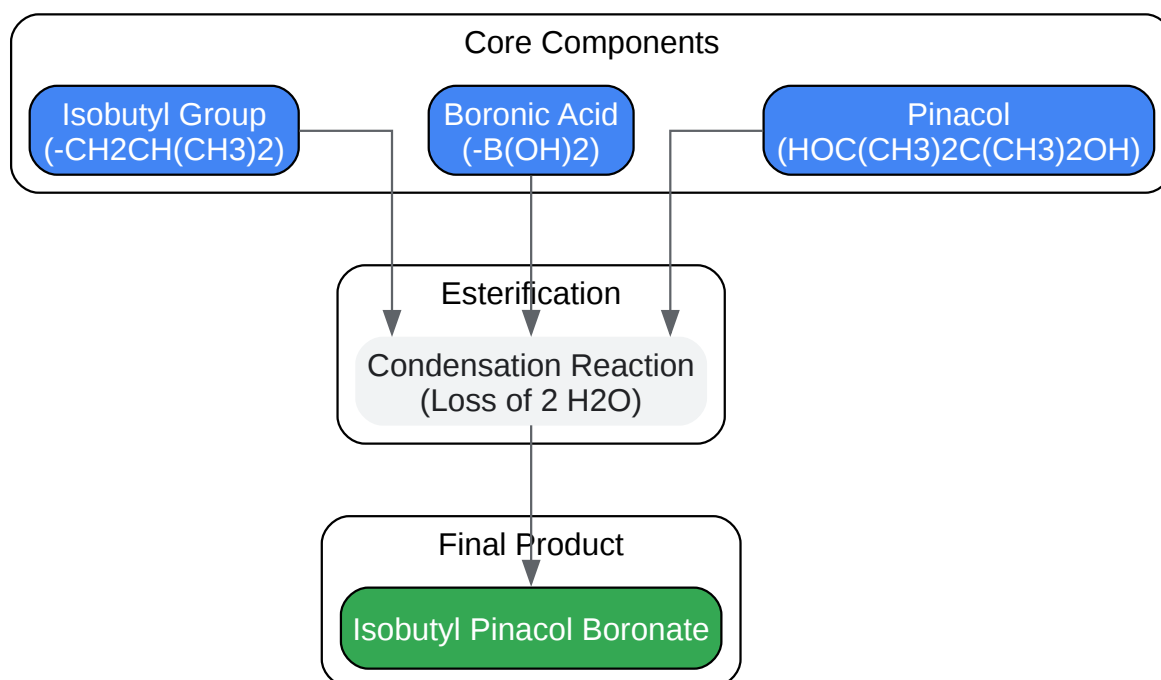 Core Components
Isobutyl Group
(-CH2CH(CH3)2)
Boronic Acid
(-B(OH)2)
Pinacol
(HOC(CH3)2C(CH3)2OH)
Esterification
Condensation Reaction
(Loss of 2 H2O)
Final Product
Isobutyl Pinacol Boronate